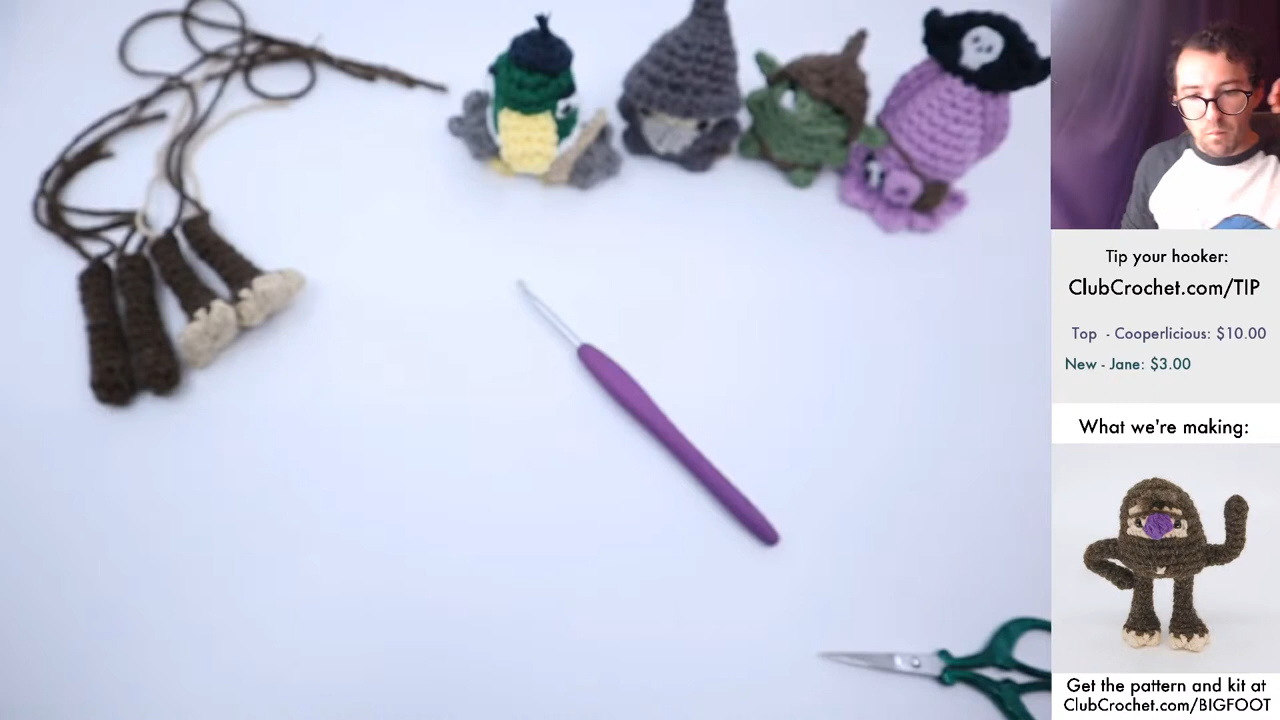 Tip your hooker:
ClubCrochet.com/TIP
Top - Cooperlicious: $10.00
New - Jane: $3.00
What we're making:
Get the pattern and kit at
ClubCrochet.com/BIGFOOT